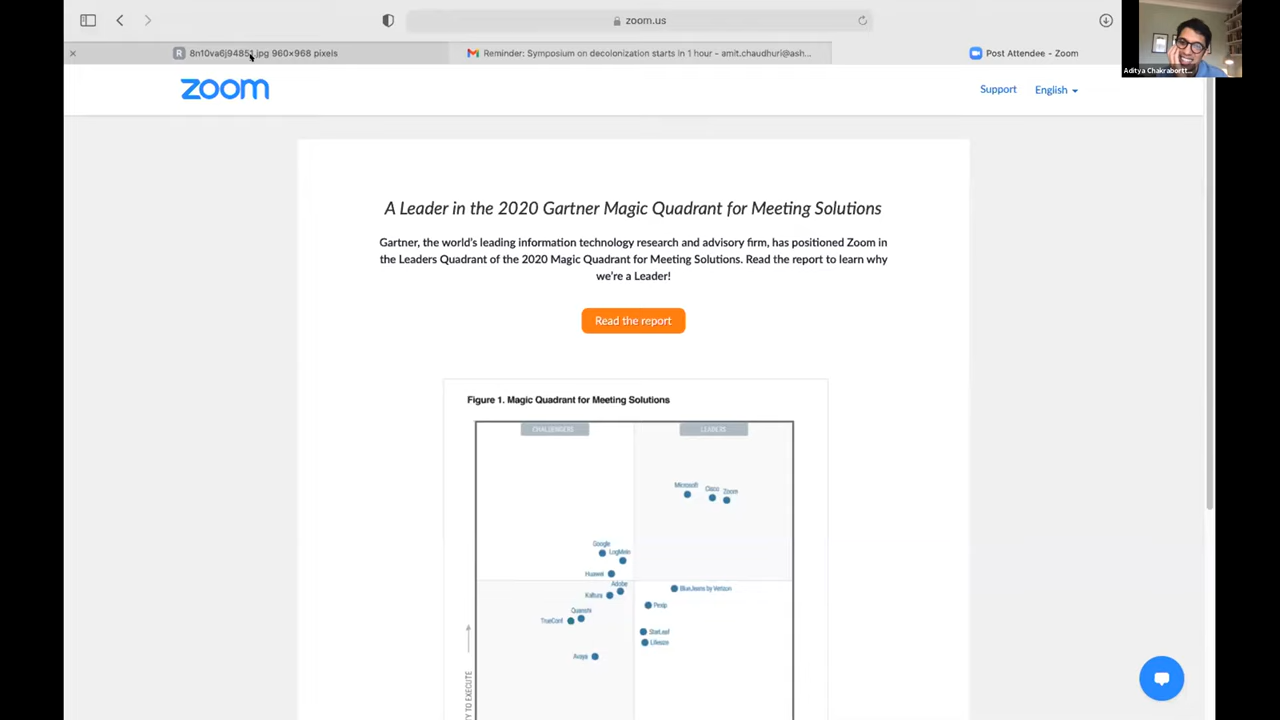 zoom.us
8n10va6j94851.jpg 960×968 pixels
Reminder: Symposium on decolonization starts in 1 hour - amit.chaudhuri@ash...
Post Attendee - Zoom
Aditya Chakrabortt...
zoom
Support
English
A Leader in the 2020 Gartner Magic Quadrant for Meeting Solutions
Gartner, the world's leading information technology research and advisory firm, has positioned Zoom in
the Leaders Quadrant of the 2020 Magic Quadrant for Meeting Solutions. Read the report to learn why
we're a Leader!
Read the report
Figure 1. Magic Quadrant for Meeting Solutions
CHALLENGERS
LEADERS
Microsoft
Cisco
Zoom
Google
LogMeIn
Huawei
Adobe
Kaltura
BlueJeans by Verizon
Pexip
Quanshi
TrueConf
StarLeaf
Lifesize
Avaya
TY TO EXECUTE